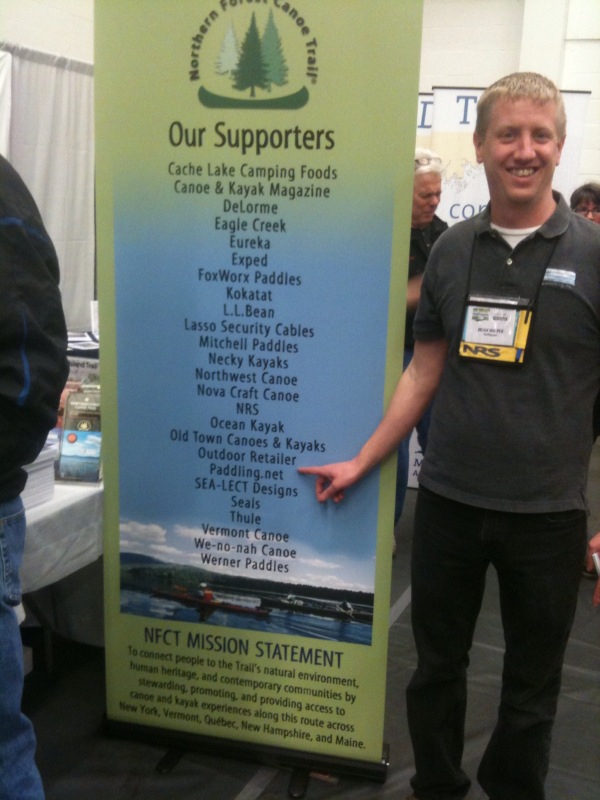 Northern Forest Canoe Trail®
Our Supporters
Cache Lake Camping Foods
Canoe & Kayak Magazine
DeLorme
Eagle Creek
Eureka
Exped
FoxWorx Paddles
Kokatat
L.L.Bean
Lasso Security Cables
Mitchell Paddles
Necky Kayaks
Northwest Canoe
Nova Craft Canoe
NRS
Ocean Kayak
Old Town Canoes & Kayaks
Outdoor Retailer
Paddling.net
SEA-LECT Designs
Seals
Thule
Vermont Canoe
We-no-nah Canoe
Werner Paddles
NFCT MISSION STATEMENT
To connect people to the Trail's natural environment,
human heritage, and contemporary communities by
stewarding, promoting, and providing access to
canoe and kayak experiences along this route across
New York, Vermont, Québec, New Hampshire, and Maine.
NRS